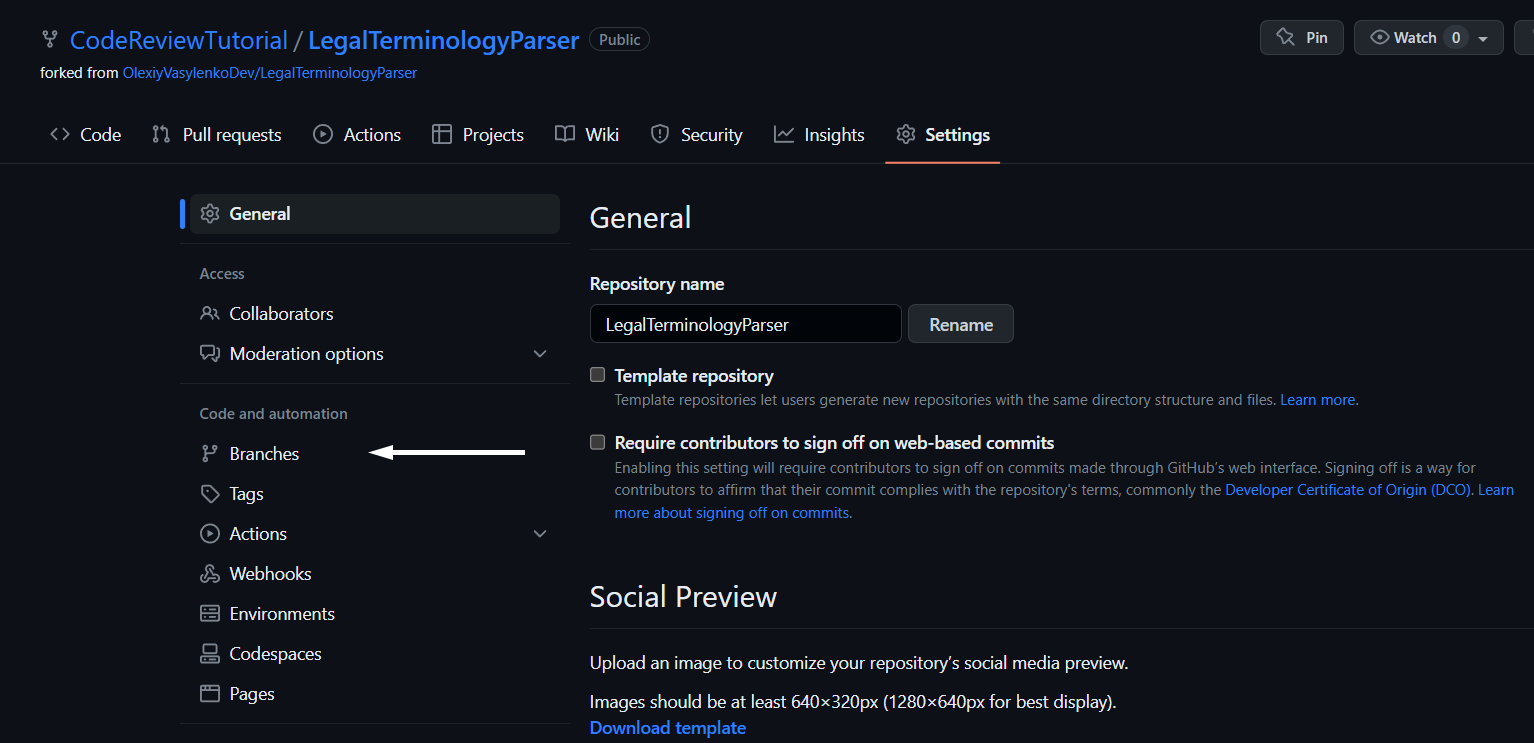 CodeReviewTutorial / LegalTerminologyParser Public
Pin
Watch 0
forked from OlexiyVasylenkoDev/LegalTerminologyParser
Code
Pull requests
Actions
Projects
Wiki
Security
Insights
Settings
General
Access
Collaborators
Moderation options
Code and automation
Branches
Tags
Actions
Webhooks
Environments
Codespaces
Pages
General
Repository name
LegalTerminologyParser
Rename
Template repository
Template repositories let users generate new repositories with the same directory structure and files. Learn more.
Require contributors to sign off on web-based commits
Enabling this setting will require contributors to sign off on commits made through GitHub’s web interface. Signing off is a way for
contributors to affirm that their commit complies with the repository's terms, commonly the Developer Certificate of Origin (DCO). Learn
more about signing off on commits.
Social Preview
Upload an image to customize your repository’s social media preview.
Images should be at least 640×320px (1280×640px for best display).
Download template